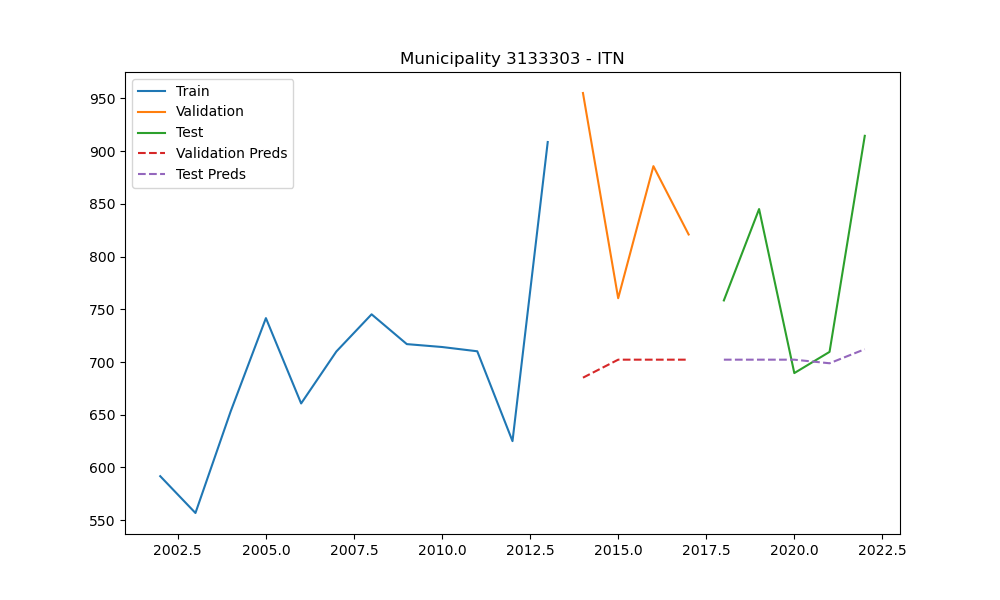 Municipality 3133303 - ITN
Train
Validation
Test
Validation Preds
Test Preds
950
900
850
800
750
700
650
600
550
2002.5 2005.0 2007.5 2010.0 2012.5 2015.0 2017.5 2020.0 2022.5